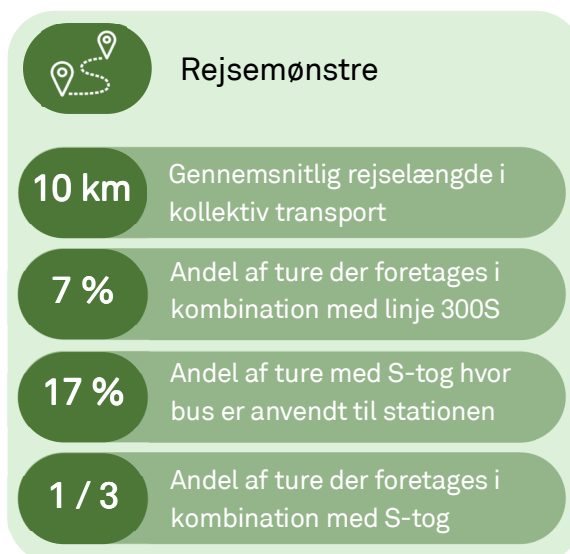 Rejsemønstre
10 km
Gennemsnitlig rejselængde i
kollektiv transport
7 %
Andel af ture der foretages i
kombination med linje 300S
17 %
Andel af ture med S-tog hvor
bus er anvendt til stationen
1 / 3
Andel af ture der foretages i
kombination med S-tog